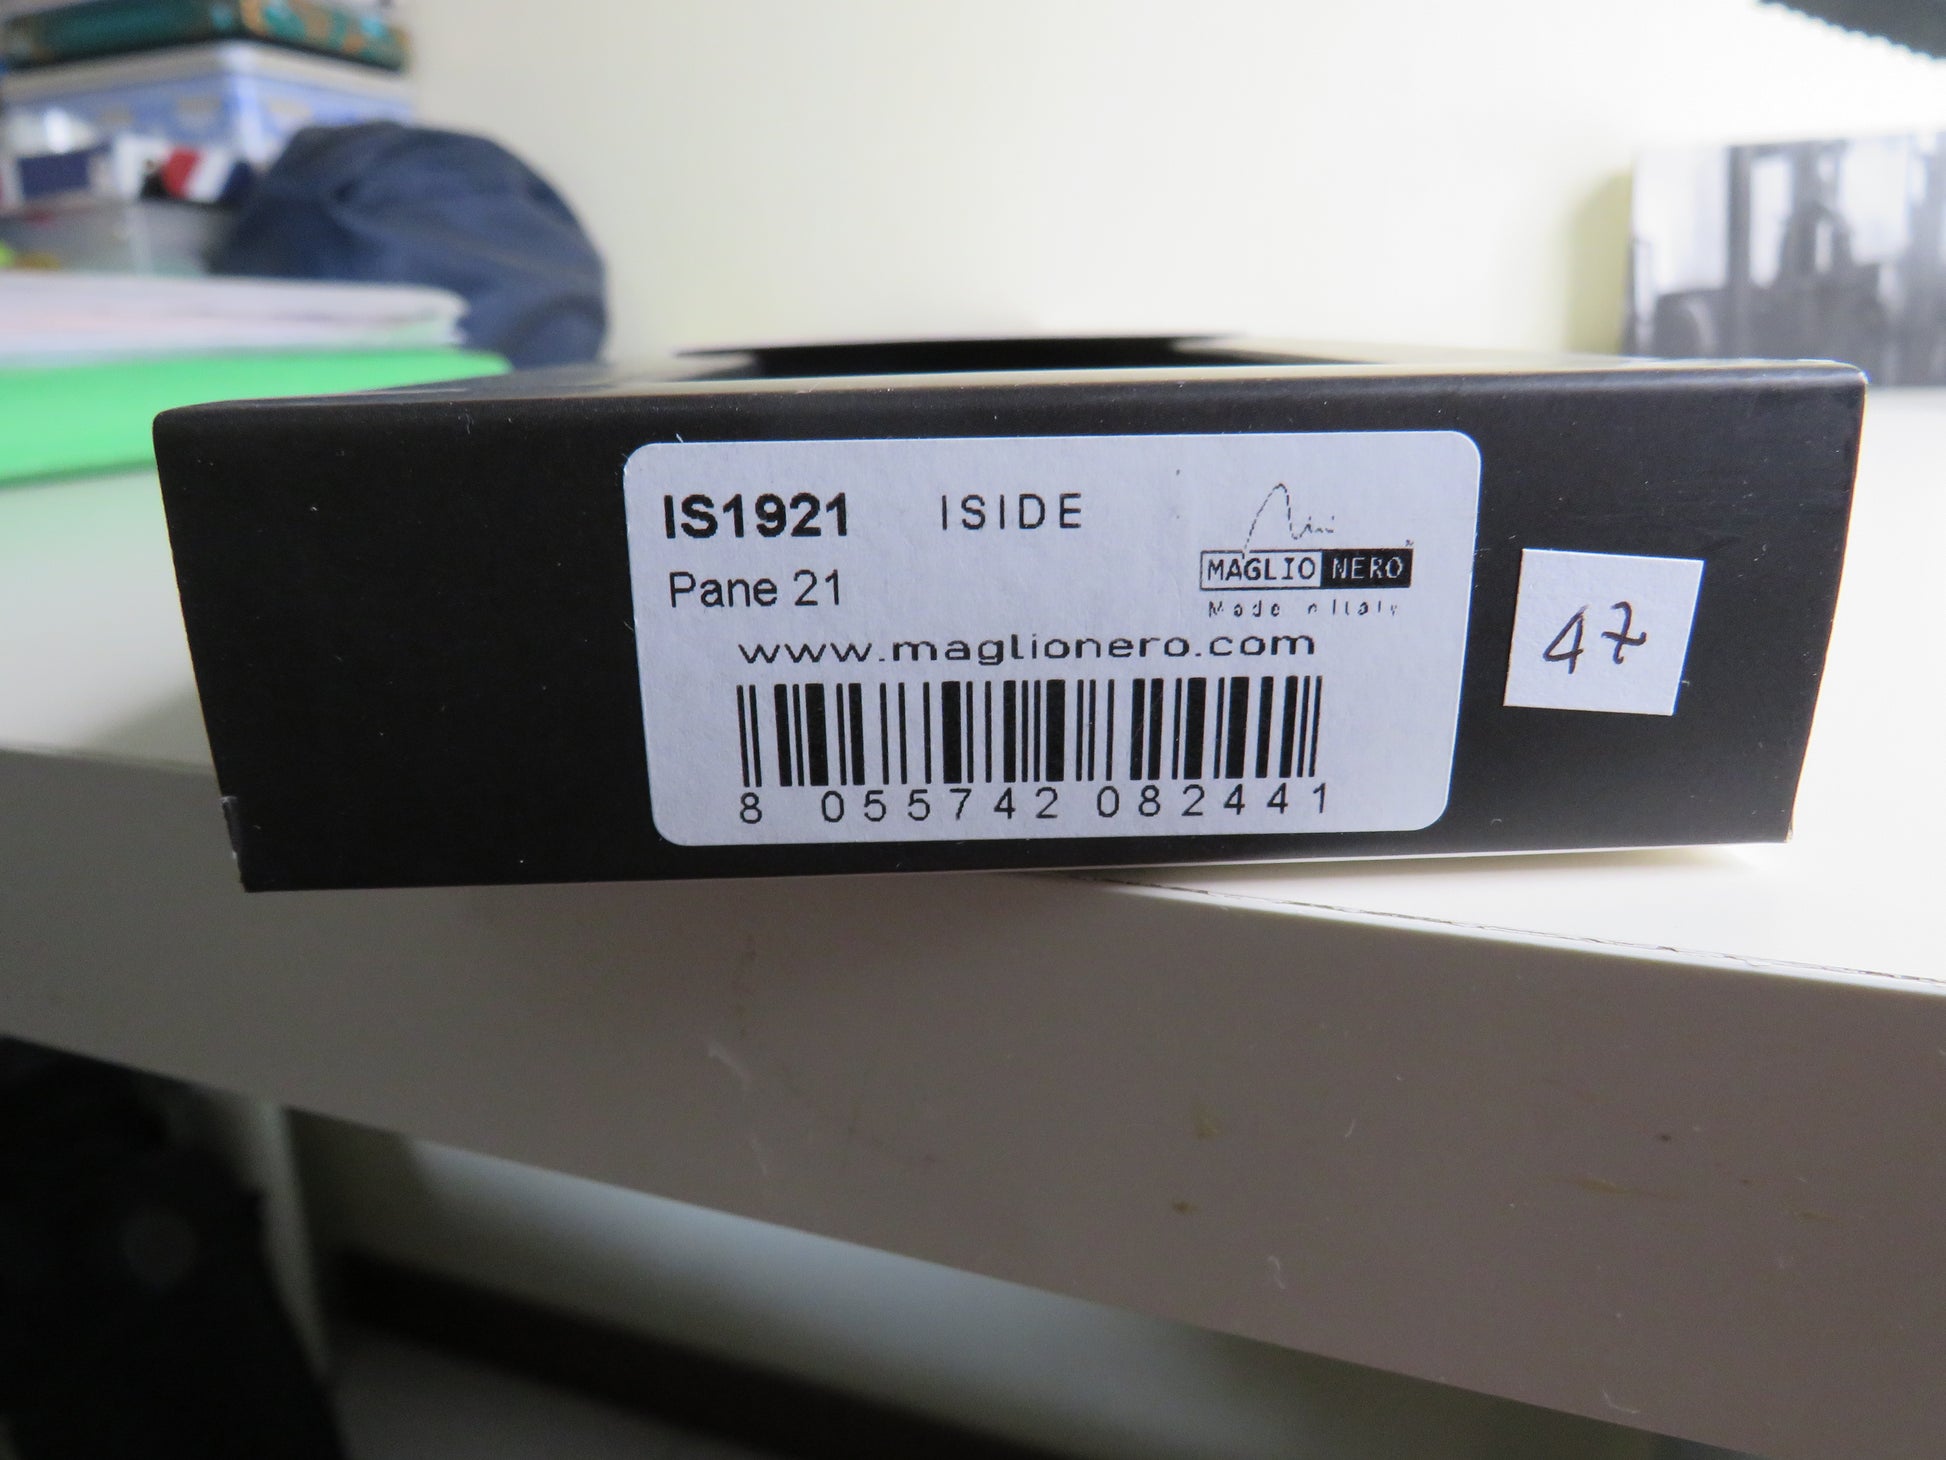 IS1921 ISIDE
Pane 21
MAGLIO NERO
Made in Italy
www.maglionero.com
8 055742 082441
47